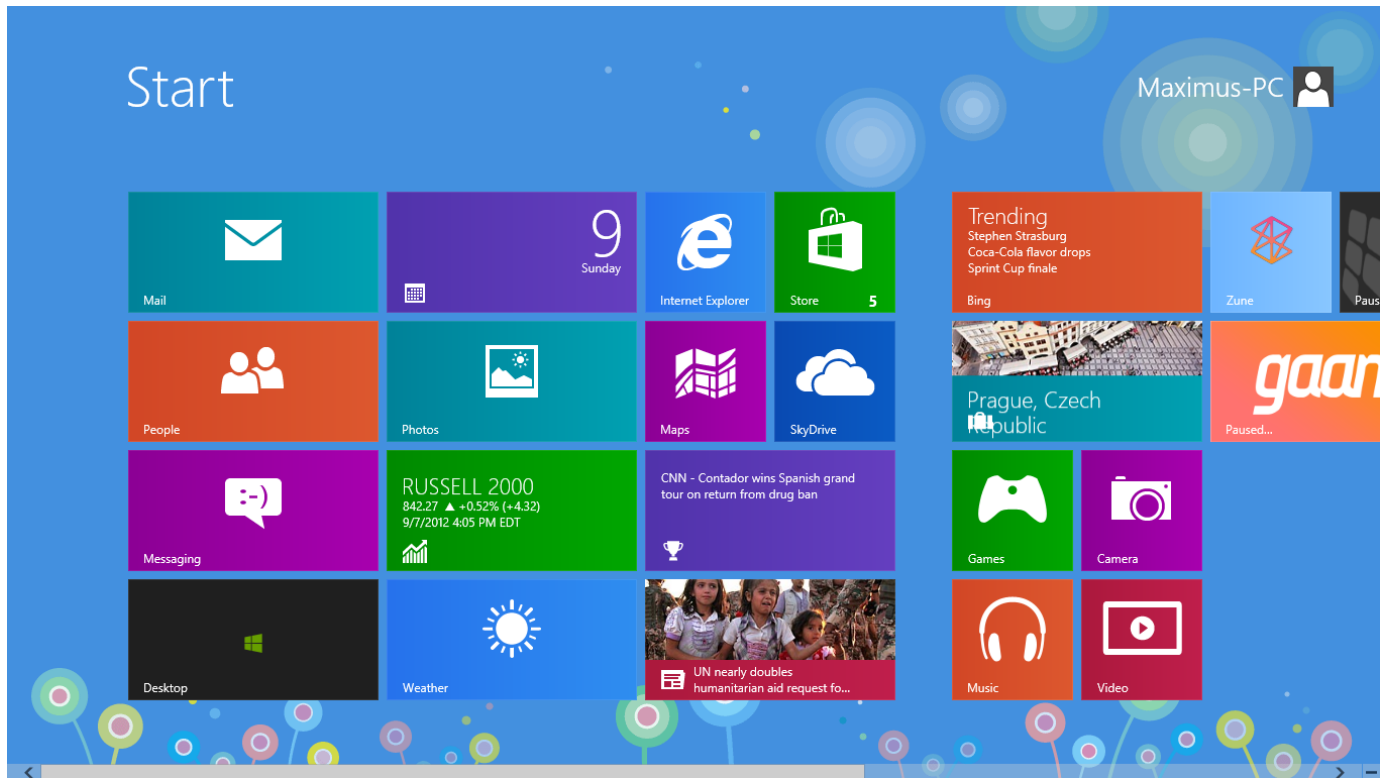 Start
Maximus-PC
Mail
9
Sunday
Internet Explorer
Store
5
People
Photos
Maps
SkyDrive
Messaging
RUSSELL 2000
842.27 ▲ +0.52% (+4.32)
9/7/2012 4:05 PM EDT
CNN - Contador wins Spanish grand
tour on return from drug ban
Desktop
Weather
UN nearly doubles
humanitarian aid request fo...
Trending
Stephen Strasburg
Coca-Cola flavor drops
Sprint Cup finale
Bing
Zune
Paus
Prague, Czech
Republic
gaan
Paused...
Games
Camera
Music
Video